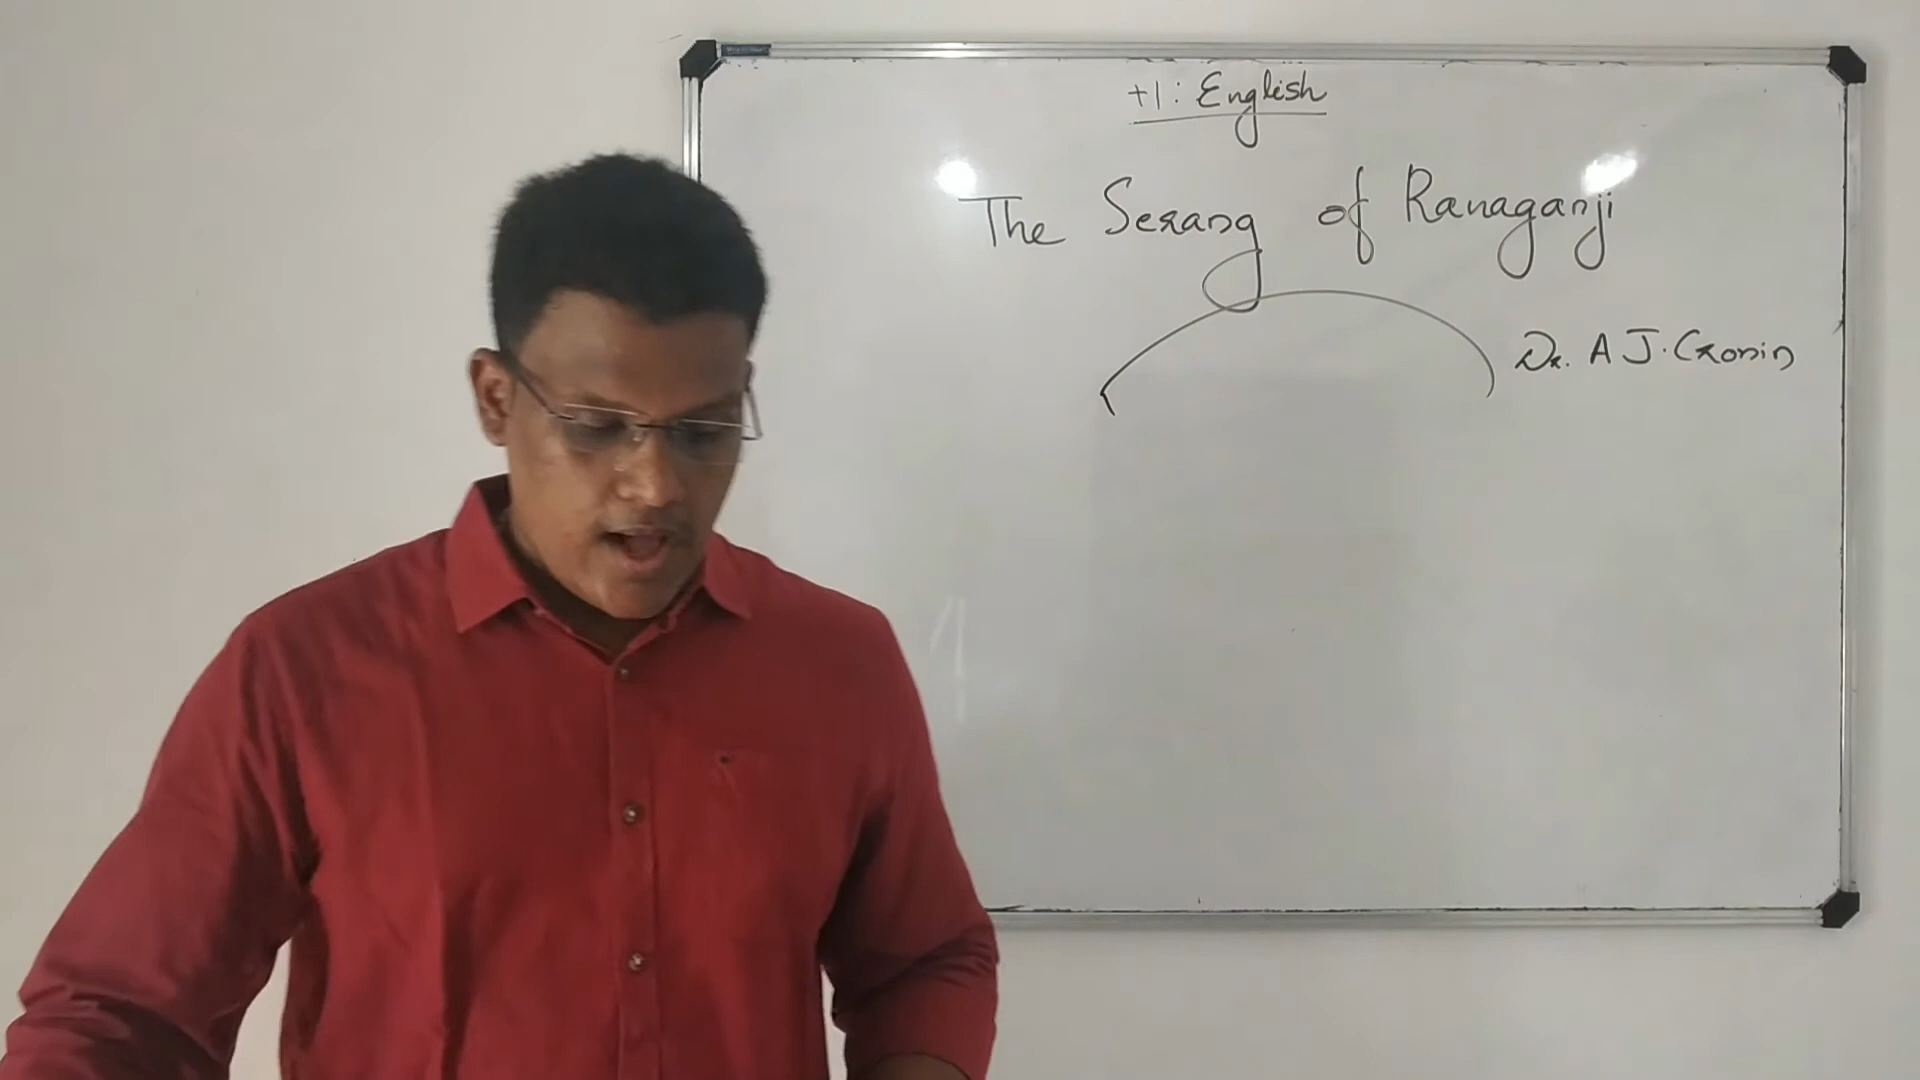 +1: English
The Serang of Ranaganji
Dr. A J. Cronin